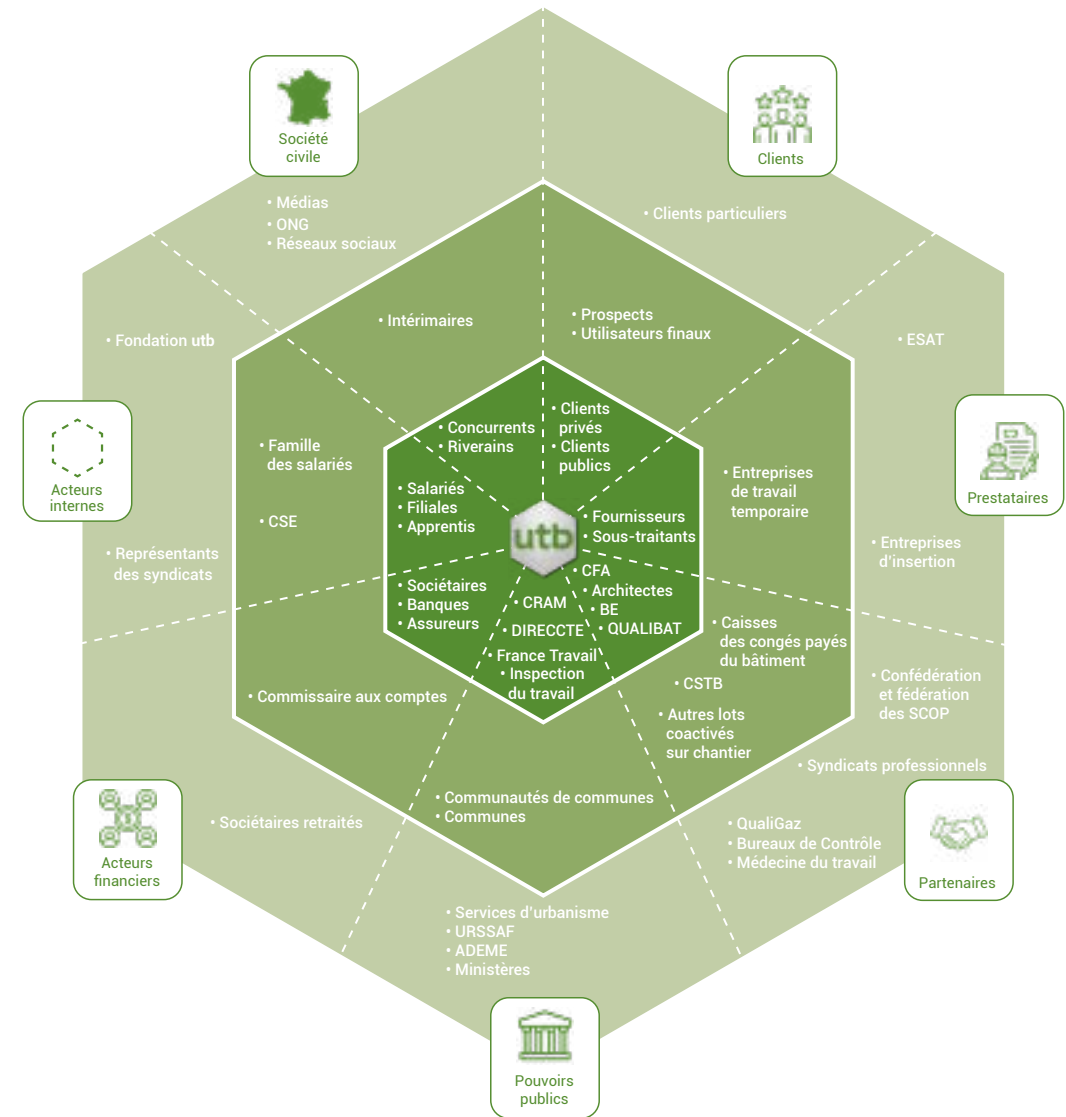 Société
civile
• Médias
• ONG
• Réseaux sociaux
• Intérimaires
• Concurrents
• Riverains
Clients
• Clients particuliers
• Prospects
• Utilisateurs finaux
• Clients
privés
• Clients
publics
Prestataires
• ESAT
• Entreprises
d'insertion
• Entreprises
de travail
temporaire
• Fournisseurs
• Sous-traitants
Partenaires
• CFA
• Architectes
• BE
• QUALIBAT
• Caisses
des congés payés
du bâtiment
• CSTB
• Autres lots
coactivés
sur chantier
• Confédération
et fédération
des SCOP
• Syndicats professionnels
• QualiGaz
• Bureaux de Contrôle
• Médecine du travail
Pouvoirs
publics
• CRAM
• DIRECCTE
• France Travail
• Inspection
du travail
• Communautés de communes
• Communes
• Services d'urbanisme
• URSSAF
• ADEME
• Ministères
Acteurs
financiers
• Sociétaires
• Banques
• Assureurs
• Commissaire aux comptes
• Sociétaires retraités
Acteurs
internes
• Fondation utb
• Représentants
des syndicats
• Famille
des salariés
• CSE
• Salariés
• Filiales
• Apprentis
utb